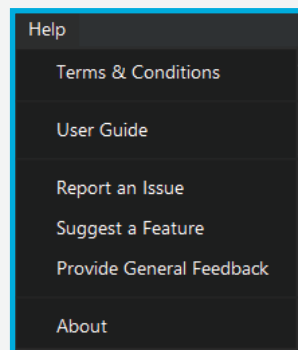 Help
Terms & Conditions
User Guide
Report an Issue
Suggest a Feature
Provide General Feedback
About